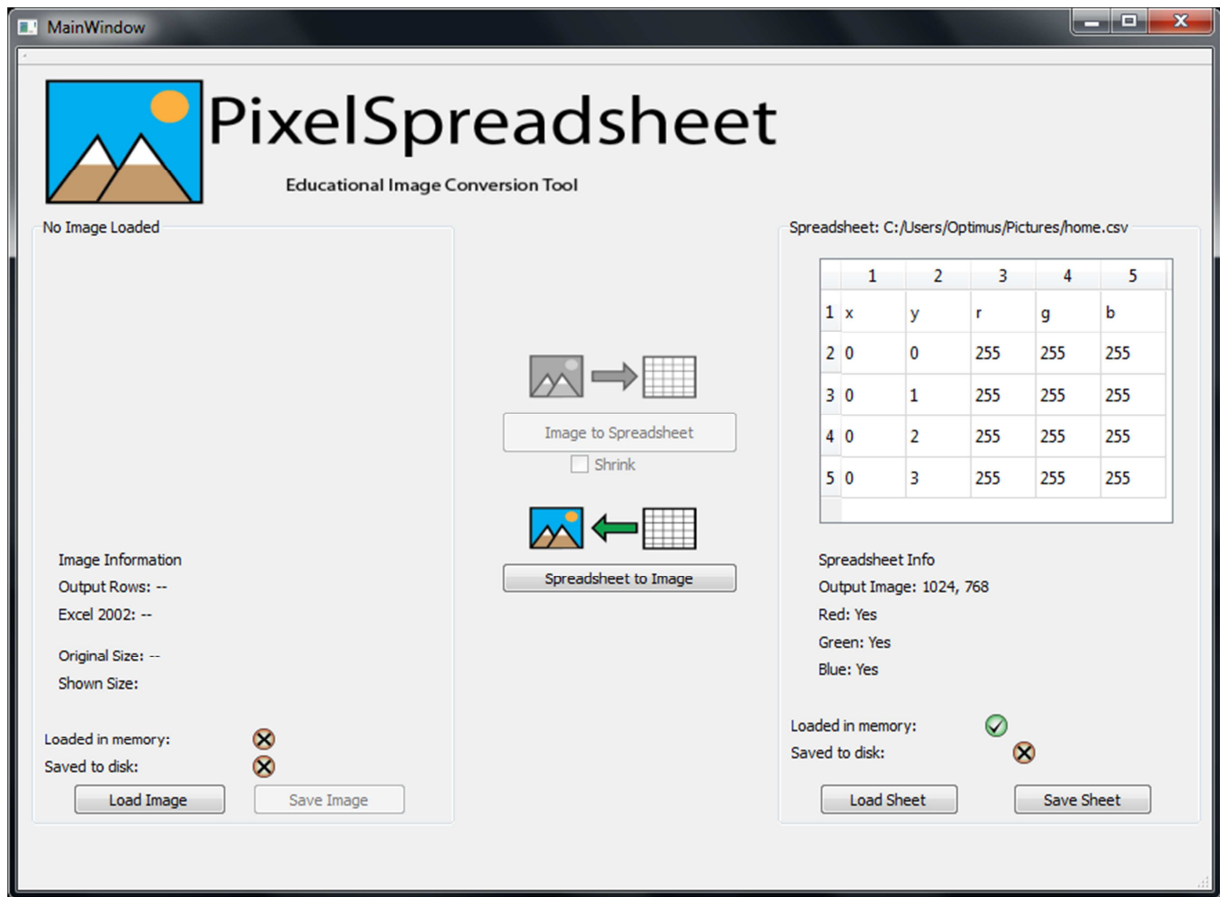 MainWindow
PixelSpreadsheet
Educational Image Conversion Tool
No Image Loaded
Image Information
Output Rows: --
Excel 2002: --
Original Size: --
Shown Size:
Loaded in memory:
Saved to disk:
Load Image
Save Image
Image to Spreadsheet
Shrink
Spreadsheet to Image
Spreadsheet: C:/Users/Optimus/Pictures/home.csv
1 2 3 4 5
1 x y r g b
2 0 0 255 255 255
3 0 1 255 255 255
4 0 2 255 255 255
5 0 3 255 255 255
Spreadsheet Info
Output Image: 1024, 768
Red: Yes
Green: Yes
Blue: Yes
Loaded in memory:
Saved to disk:
Load Sheet
Save Sheet